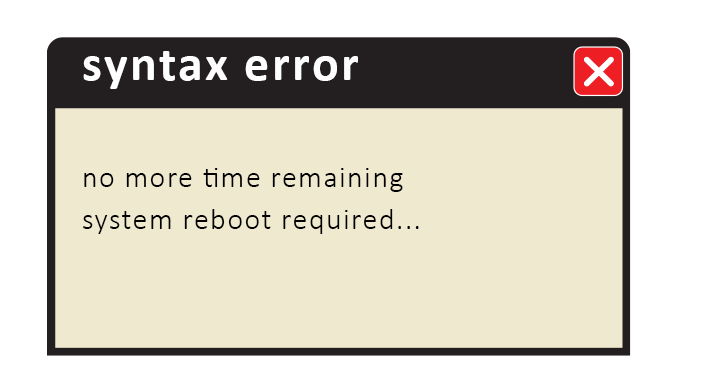 syntax error
no more time remaining
system reboot required...